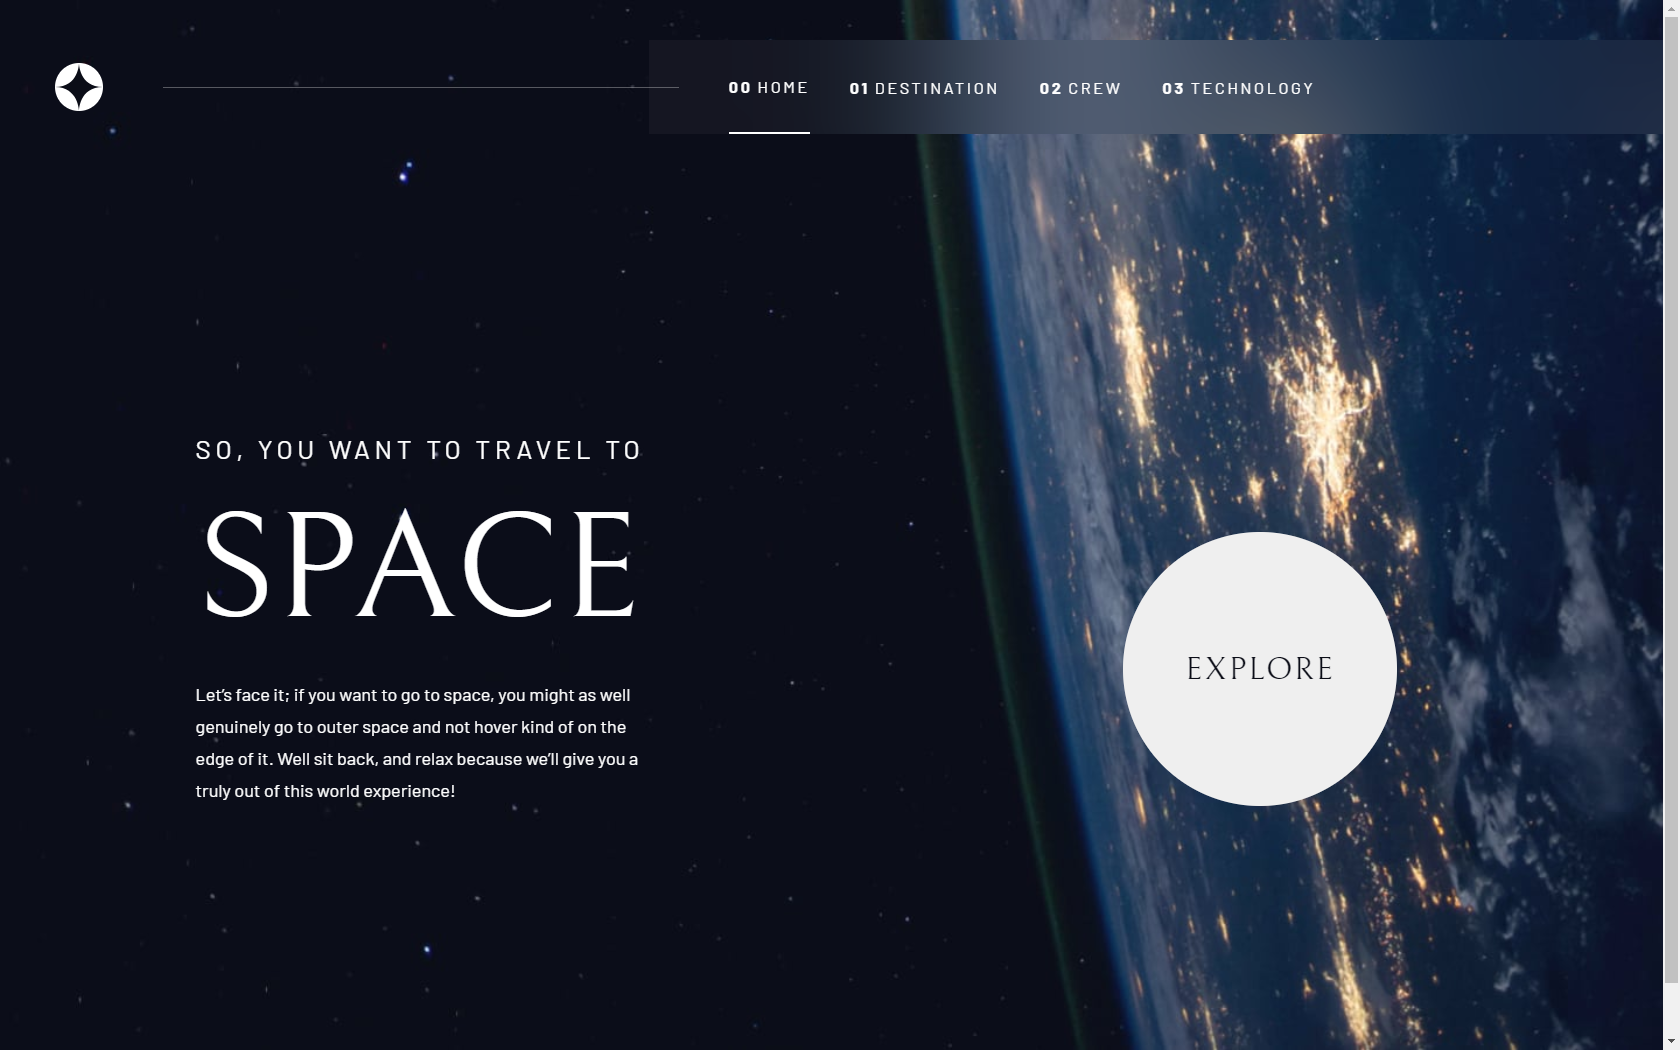 00 HOME 01 DESTINATION 02 CREW 03 TECHNOLOGY
SO, YOU WANT TO TRAVEL TO
SPACE
Let’s face it; if you want to go to space, you might as well
genuinely go to outer space and not hover kind of on the
edge of it. Well sit back, and relax because we’ll give you a
truly out of this world experience!
EXPLORE